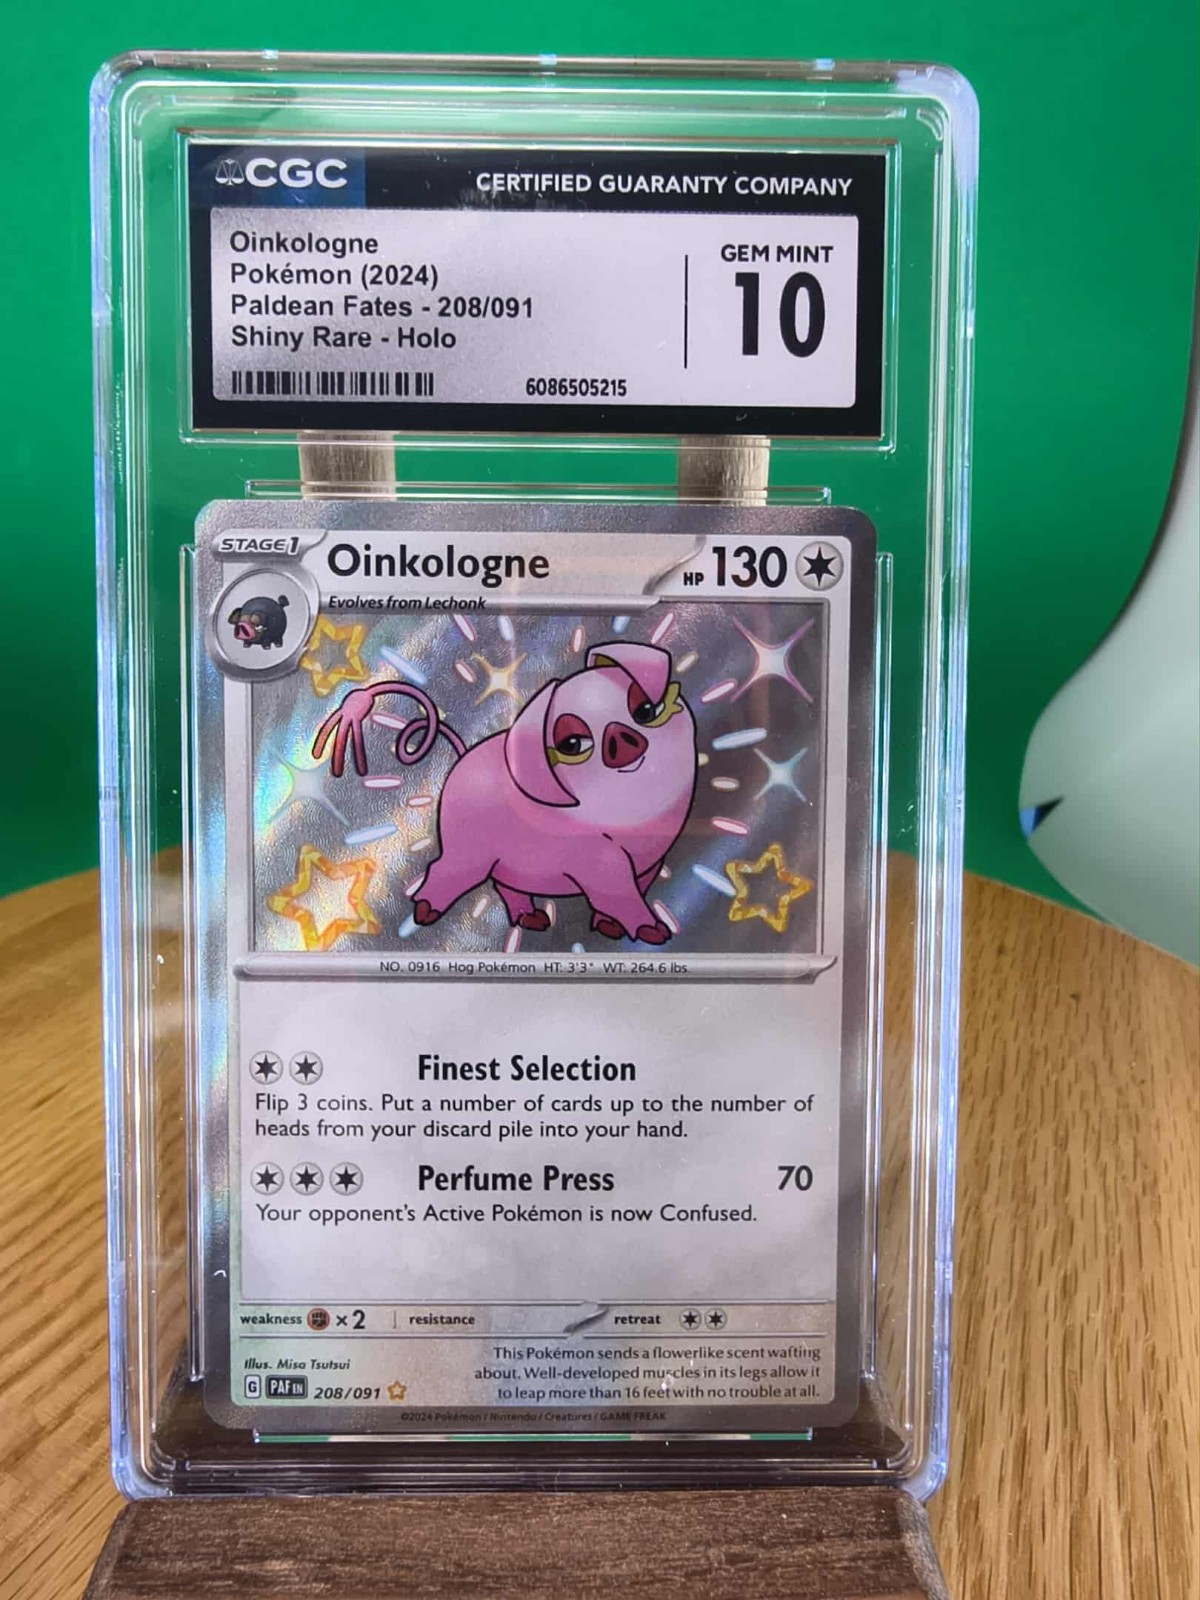 CGC
CERTIFIED GUARANTY COMPANY
Oinkologne
Pokémon (2024)
Paldean Fates - 208/091
Shiny Rare - Holo
GEM MINT
10
6086505215
STAGE 1
Oinkologne
HP 130
Evolves from Lechonk
NO. 0916 Hog Pokémon HT: 3'3" WT: 264.6 lbs.
Finest Selection
Flip 3 coins. Put a number of cards up to the number of
heads from your discard pile into your hand.
Perfume Press 70
Your opponent's Active Pokémon is now Confused.
weakness ×2 resistance retreat
This Pokémon sends a flowerlike scent wafting
about. Well-developed muscles in its legs allow it
to leap more than 16 feet with no trouble at all.
Illus. Misa Tsutsui
G PAF EN 208/091
©2024 Pokémon / Nintendo / Creatures / GAME FREAK